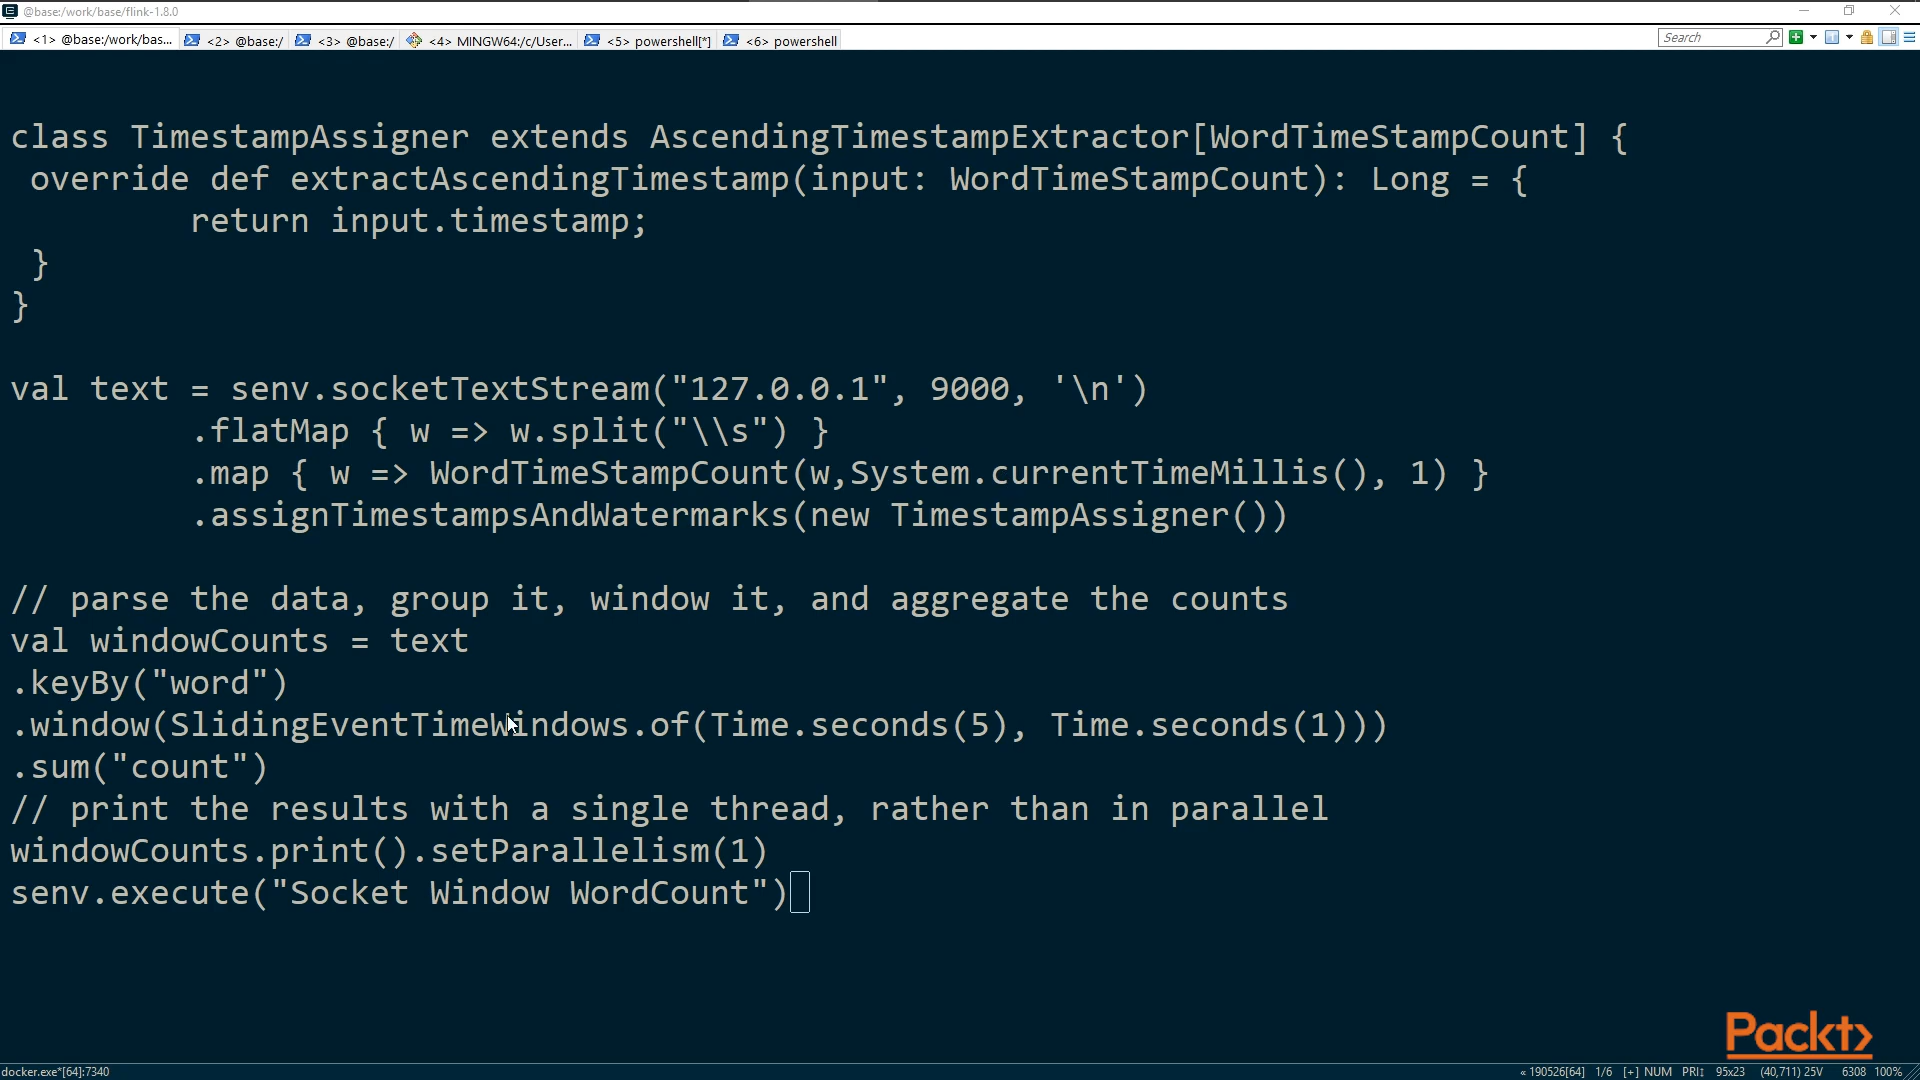 @base:/work/base/flink-1.8.0
<1> @base:/work/bas... <2> @base:/ <3> @base:/ <4> MINGW64:/c/User... <5> powershell[*] <6> powershell Search
class TimestampAssigner extends AscendingTimestampExtractor[WordTimeStampCount] {
override def extractAscendingTimestamp(input: WordTimeStampCount): Long = {
return input.timestamp;
}
}
val text = senv.socketTextStream("127.0.0.1", 9000, '\n')
.flatMap { w => w.split("\\s") }
.map { w => WordTimeStampCount(w,System.currentTimeMillis(), 1) }
.assignTimestampsAndWatermarks(new TimestampAssigner())
// parse the data, group it, window it, and aggregate the counts
val windowCounts = text
.keyBy("word")
.window(SlidingEventTimeWindows.of(Time.seconds(5), Time.seconds(1)))
.sum("count")
// print the results with a single thread, rather than in parallel
windowCounts.print().setParallelism(1)
senv.execute("Socket Window WordCount")
Packt>
docker.exe*[64]:7340 « 190526[64] 1/6 [+] NUM PRI↕ 95x23 (40,711) 25V 6308 100%